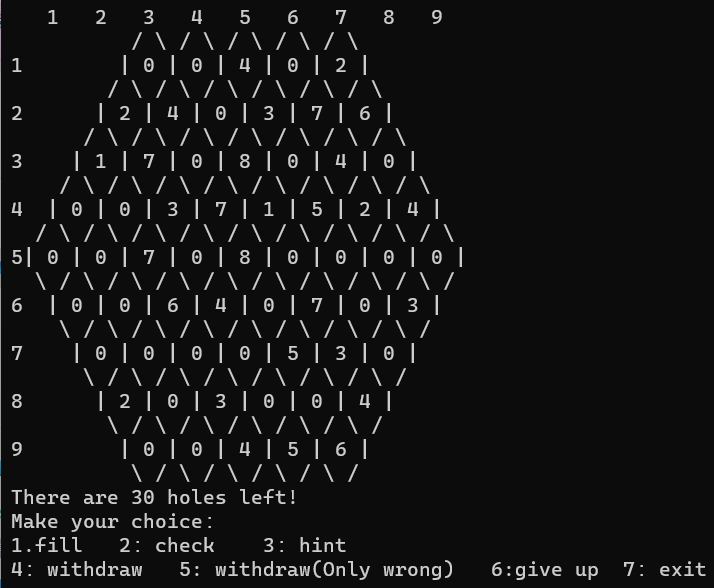 1 2 3 4 5 6 7 8 9
/ \ / \ / \ / \ / \
1 | 0 | 0 | 4 | 0 | 2 |
/ \ / \ / \ / \ / \ / \
2 | 2 | 4 | 0 | 3 | 7 | 6 |
/ \ / \ / \ / \ / \ / \ / \
3 | 1 | 7 | 0 | 8 | 0 | 4 | 0 |
/ \ / \ / \ / \ / \ / \ / \ / \
4 | 0 | 0 | 3 | 7 | 1 | 5 | 2 | 4 |
/ \ / \ / \ / \ / \ / \ / \ / \ / \
5| 0 | 0 | 7 | 0 | 8 | 0 | 0 | 0 | 0 |
\ / \ / \ / \ / \ / \ / \ / \ / \ /
6 | 0 | 0 | 6 | 4 | 0 | 7 | 0 | 3 |
\ / \ / \ / \ / \ / \ / \ / \ /
7 | 0 | 0 | 0 | 0 | 5 | 3 | 0 |
\ / \ / \ / \ / \ / \ / \ /
8 | 2 | 0 | 3 | 0 | 0 | 4 |
\ / \ / \ / \ / \ / \ /
9 | 0 | 0 | 4 | 5 | 6 |
\ / \ / \ / \ / \ /
There are 30 holes left!
Make your choice:
1.fill 2: check 3: hint
4: withdraw 5: withdraw(Only wrong) 6:give up 7: exit